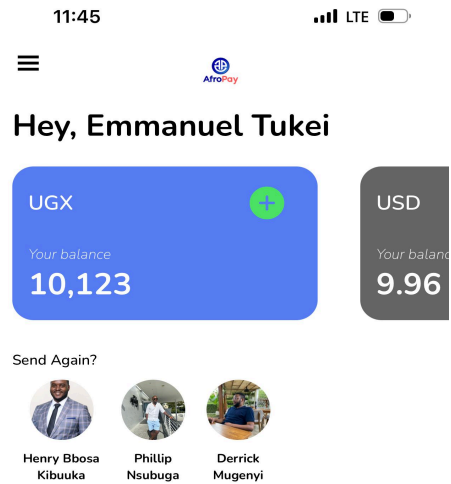 11:45
LTE
AfroPay
Hey, Emmanuel Tukei
UGX
Your balance
10,123
USD
Your balanc
9.96
Send Again?
Henry Bbosa
Kibuuka
Phillip
Nsubuga
Derrick
Mugenyi